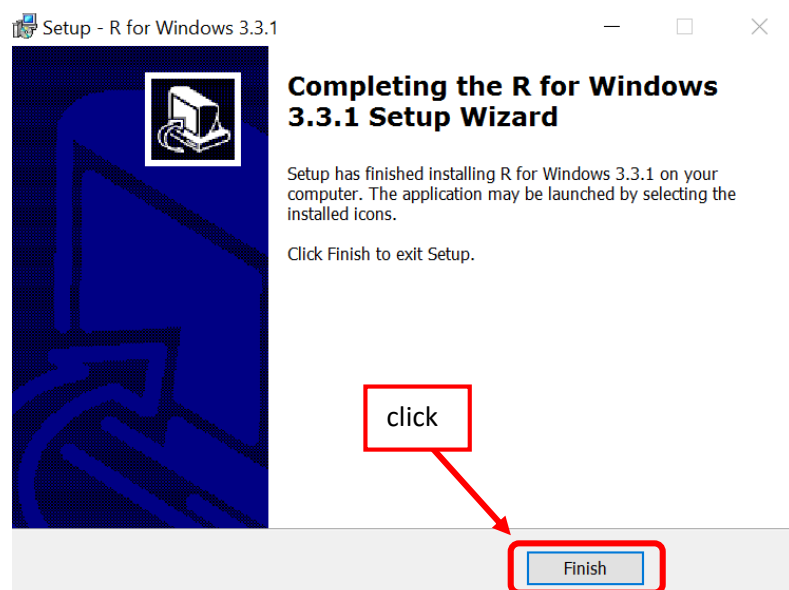 Setup - R for Windows 3.3.1
Completing the R for Windows
3.3.1 Setup Wizard
Setup has finished installing R for Windows 3.3.1 on your
computer. The application may be launched by selecting the
installed icons.
Click Finish to exit Setup.
click
Finish